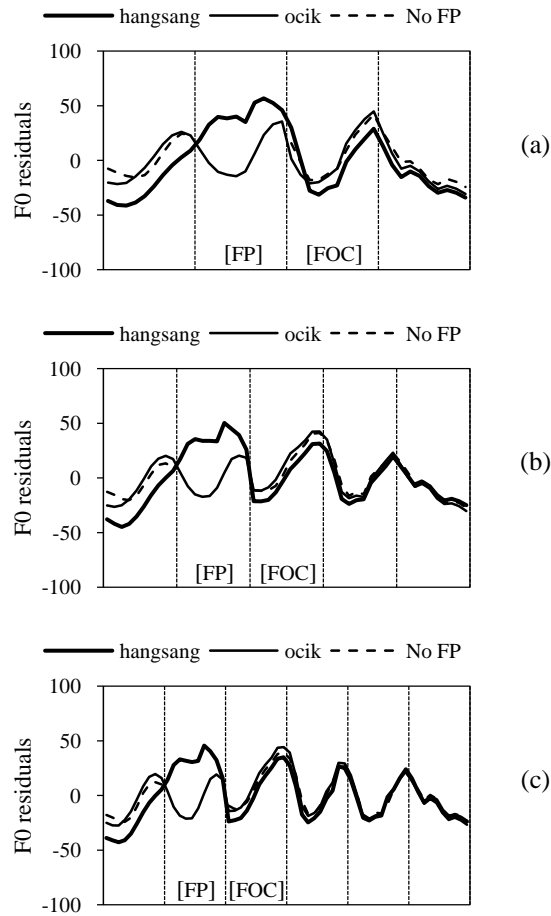 hangsang ocik No FP
100
50
0
-50
-100
F0 residuals
[FP] [FOC]
(a)
hangsang ocik No FP
100
50
0
-50
-100
F0 residuals
[FP] [FOC]
(b)
hangsang ocik No FP
100
50
0
-50
-100
F0 residuals
[FP] [FOC]
(c)